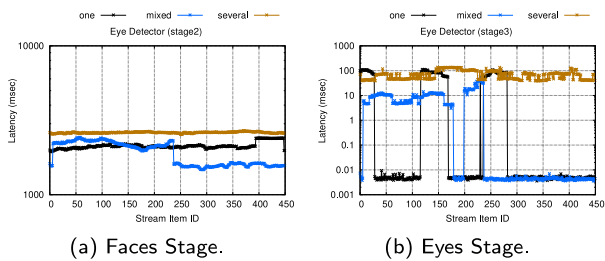 one mixed several
Eye Detector (stage2)
10000
1000
Latency (msec)
0 50 100 150 200 250 300 350 400 450
Stream Item ID
(a) Faces Stage.
one mixed several
Eye Detector (stage3)
1000
100
10
1
0.1
0.01
0.001
Latency (msec)
0 50 100 150 200 250 300 350 400 450
Stream Item ID
(b) Eyes Stage.